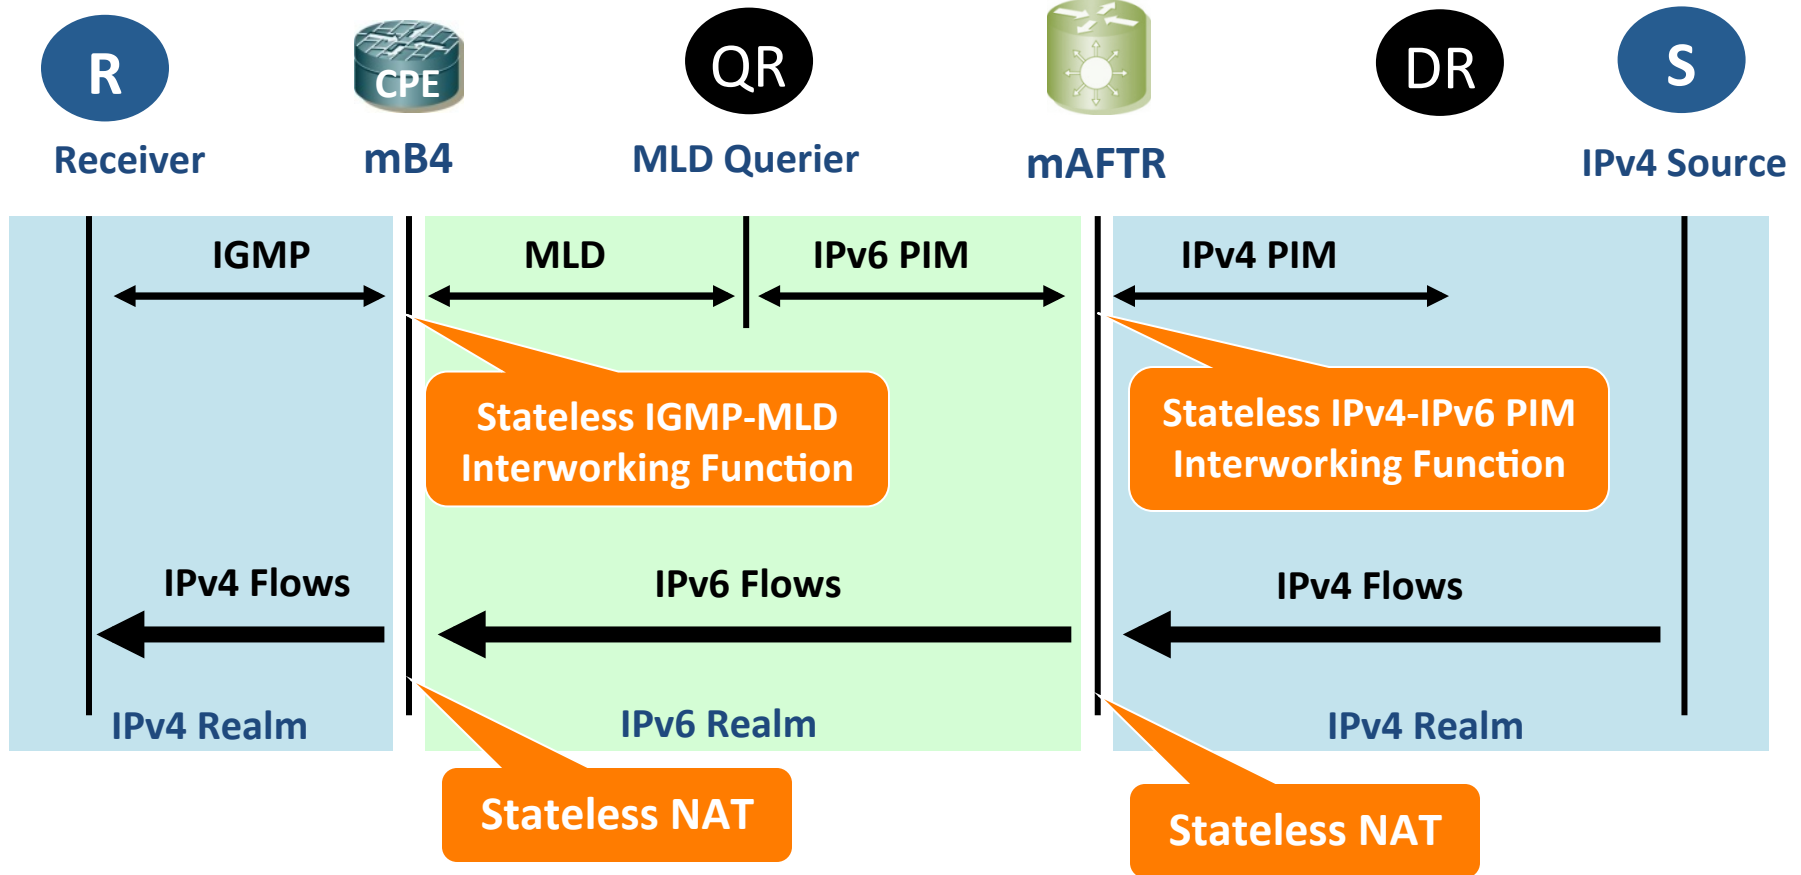 R
CPE
QR
DR
S
Receiver
mB4
MLD Querier
mAFTR
IPv4 Source
IGMP
MLD
IPv6 PIM
IPv4 PIM
Stateless IGMP-MLD
Interworking Function
Stateless IPv4-IPv6 PIM
Interworking Function
IPv4 Flows
IPv6 Flows
IPv4 Flows
IPv4 Realm
IPv6 Realm
IPv4 Realm
Stateless NAT
Stateless NAT